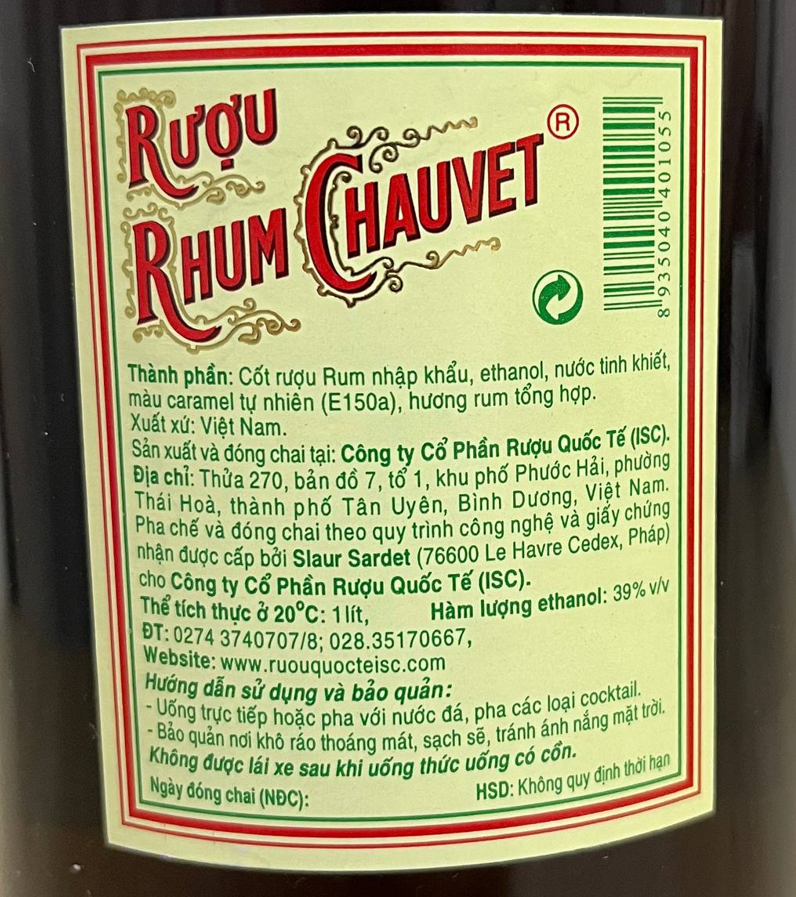 Rượu
Rhum Chauvet ®
8 935040 401055
Thành phần: Cốt rượu Rum nhập khẩu, ethanol, nước tinh khiết,
màu caramel tự nhiên (E150a), hương rum tổng hợp.
Xuất xứ: Việt Nam.
Sản xuất và đóng chai tại: Công ty Cổ Phần Rượu Quốc Tế (ISC).
Địa chỉ: Thửa 270, bản đồ 7, tổ 1, khu phố Phước Hải, phường
Thái Hoà, thành phố Tân Uyên, Bình Dương, Việt Nam.
Pha chế và đóng chai theo quy trình công nghệ và giấy chứng
nhận được cấp bởi Slaur Sardet (76600 Le Havre Cedex, Pháp)
cho Công ty Cổ Phần Rượu Quốc Tế (ISC).
Thể tích thực ở 20°C: 1 lít, Hàm lượng ethanol: 39% v/v
ĐT: 0274 3740707/8; 028.35170667,
Website: www.ruouquocteisc.com
Hướng dẫn sử dụng và bảo quản:
- Uống trực tiếp hoặc pha với nước đá, pha các loại cocktail.
- Bảo quản nơi khô ráo thoáng mát, sạch sẽ, tránh ánh nắng mặt trời.
Không được lái xe sau khi uống thức uống có cồn.
Ngày đóng chai (NĐC): HSD: Không quy định thời hạn